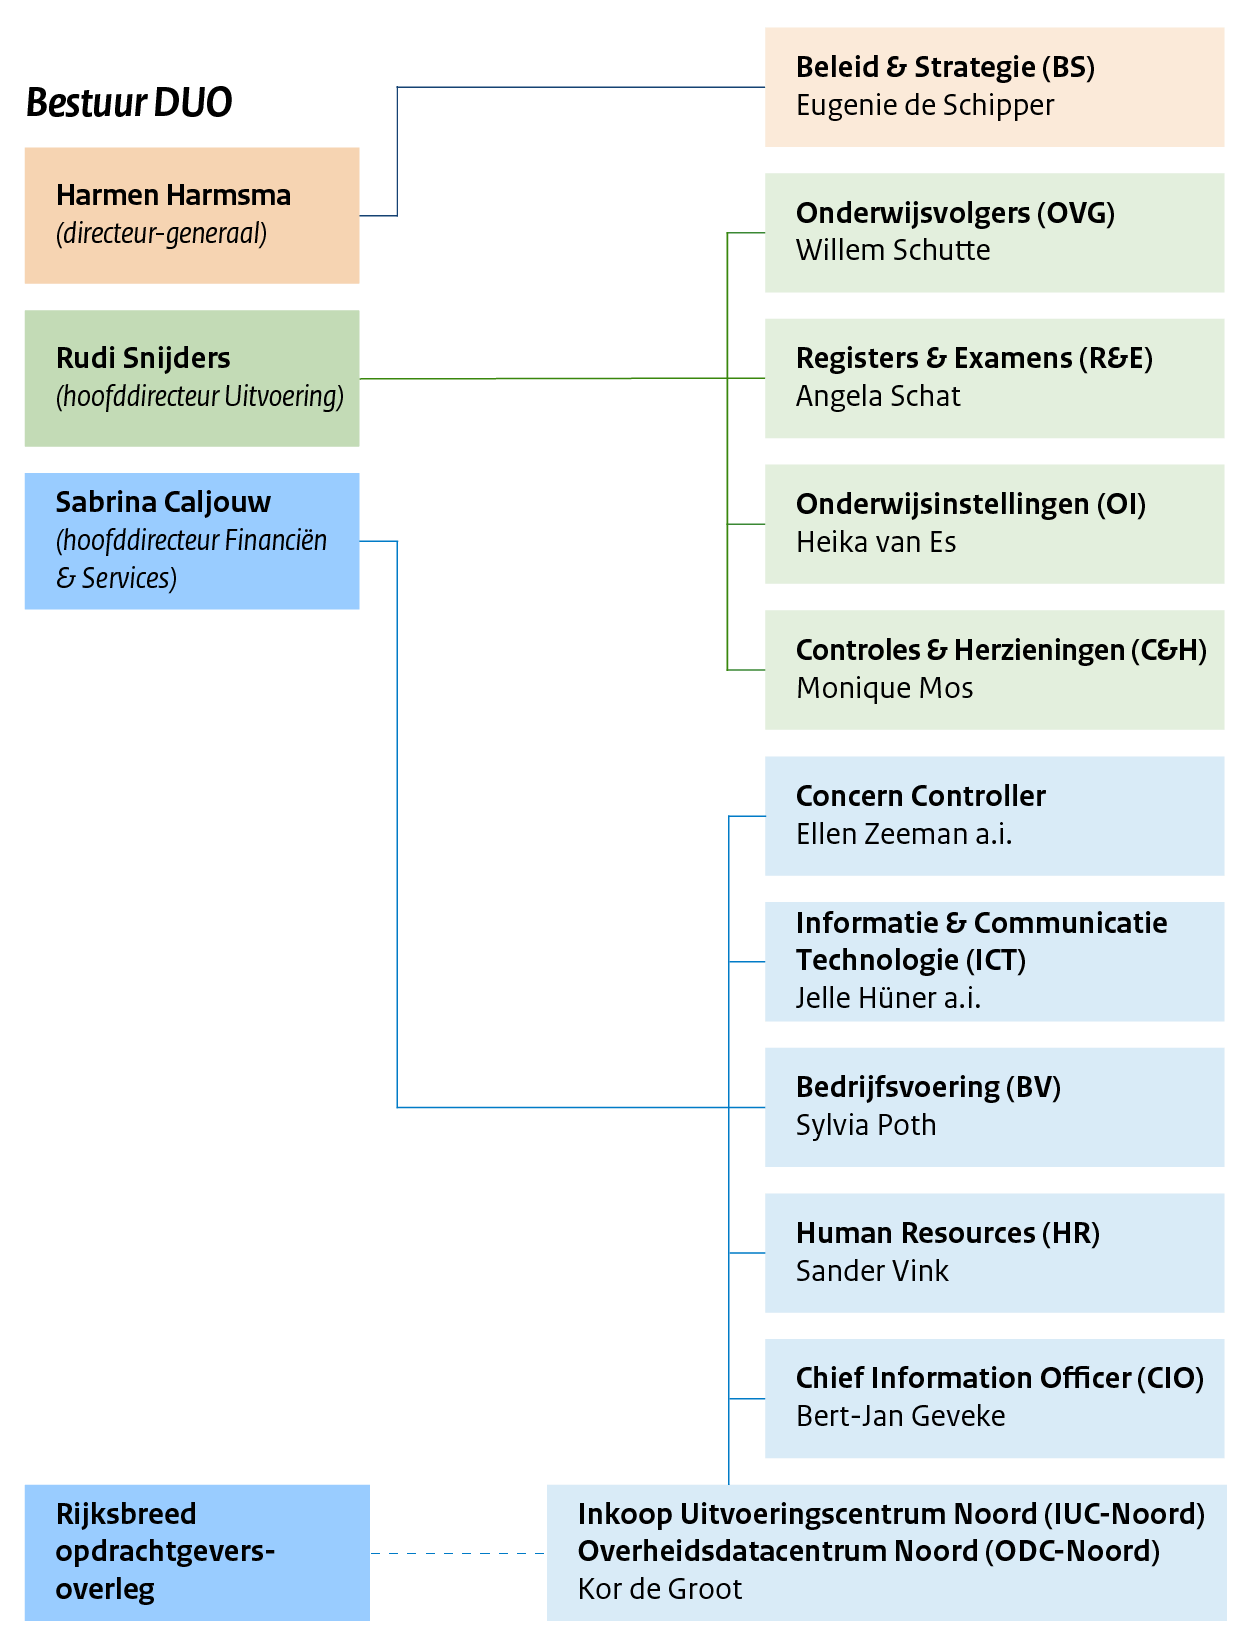 Bestuur DUO
Harmen Harmsma
(directeur-generaal)
Rudi Snijders
(hoofddirecteur Uitvoering)
Sabrina Caljouw
(hoofddirecteur Financiën
& Services)
Beleid & Strategie (BS)
Eugenie de Schipper
Onderwijsvolgers (OVG)
Willem Schutte
Registers & Examens (R&E)
Angela Schat
Onderwijsinstellingen (OI)
Heika van Es
Controles & Herzieningen (C&H)
Monique Mos
Concern Controller
Ellen Zeeman a.i.
Informatie & Communicatie
Technologie (ICT)
Jelle Hüner a.i.
Bedrijfsvoering (BV)
Sylvia Poth
Human Resources (HR)
Sander Vink
Chief Information Officer (CIO)
Bert-Jan Geveke
Rijksbreed
opdrachtgevers-
overleg
Inkoop Uitvoeringscentrum Noord (IUC-Noord)
Overheidsdatacentrum Noord (ODC-Noord)
Kor de Groot